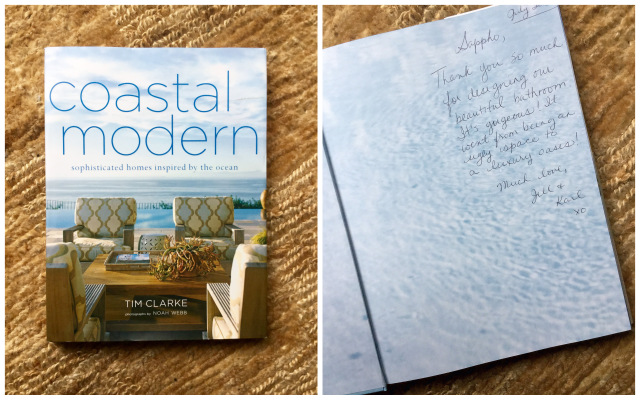 coastal
modern
sophisticated homes inspired by the ocean
TIM CLARKE
photographs by NOAH WEBB
July
Sappho,
Thank you so much
for designing our
beautiful bathroom
It's gorgeous! It
went from being an
ugly space to
a luxury oasis!
Much love,
Jill &
xo